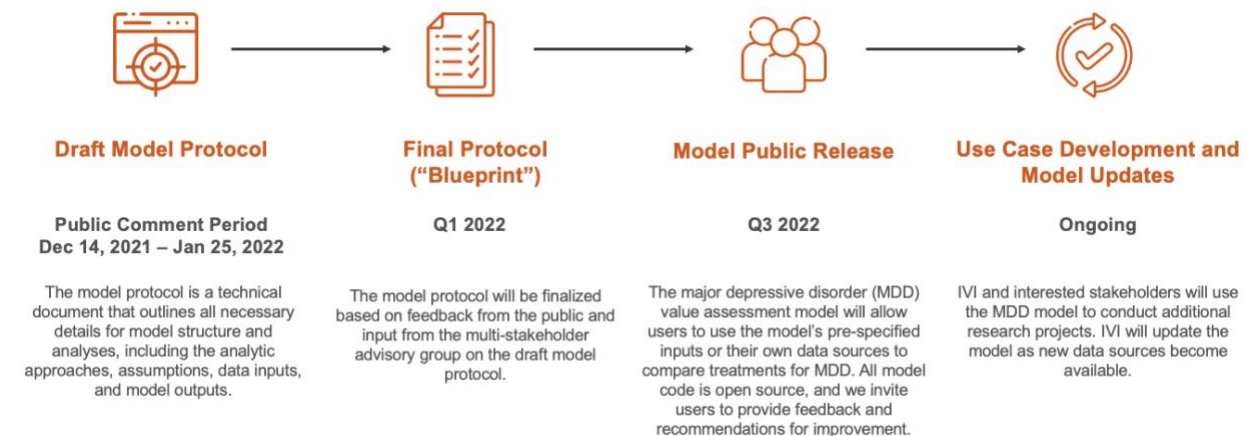 Draft Model Protocol
Public Comment Period
Dec 14, 2021 – Jan 25, 2022
The model protocol is a technical
document that outlines all necessary
details for model structure and
analyses, including the analytic
approaches, assumptions, data inputs,
and model outputs.
Final Protocol
(“Blueprint”)
Q1 2022
The model protocol will be finalized
based on feedback from the public and
input from the multi-stakeholder
advisory group on the draft model
protocol.
Model Public Release
Q3 2022
The major depressive disorder (MDD)
value assessment model will allow
users to use the model’s pre-specified
inputs or their own data sources to
compare treatments for MDD. All model
code is open source, and we invite
users to provide feedback and
recommendations for improvement.
Use Case Development and
Model Updates
Ongoing
IVI and interested stakeholders will use
the MDD model to conduct additional
research projects. IVI will update the
model as new data sources become
available.